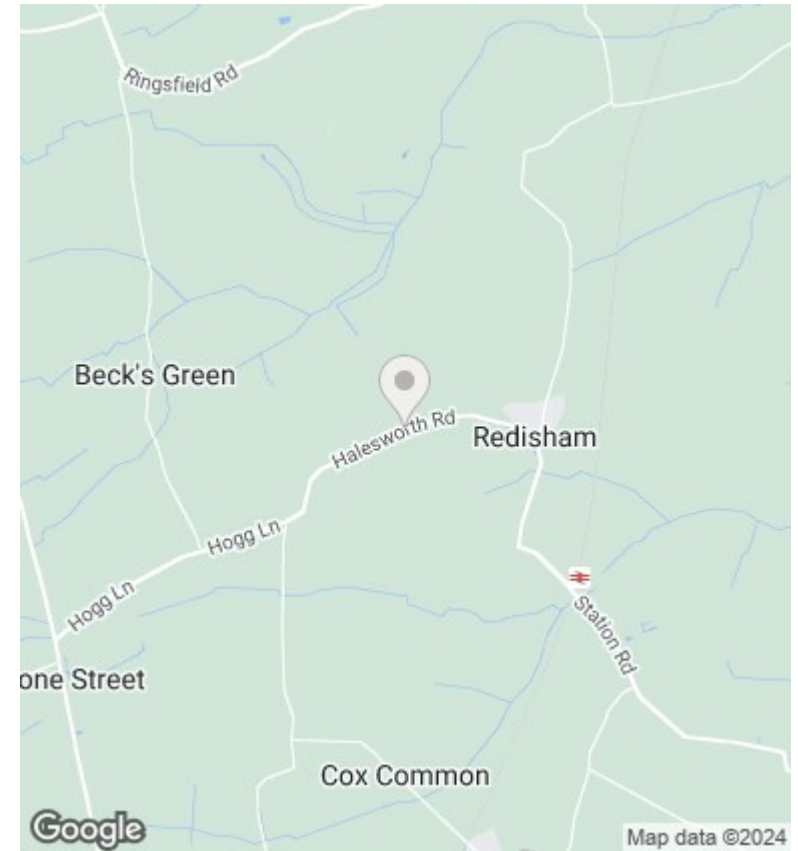 Ringsfield Rd
Beck's Green
Halesworth Rd
Redisham
Hogg Ln
Hogg Ln
Station Rd
one Street
Cox Common
Google
Map data ©2024